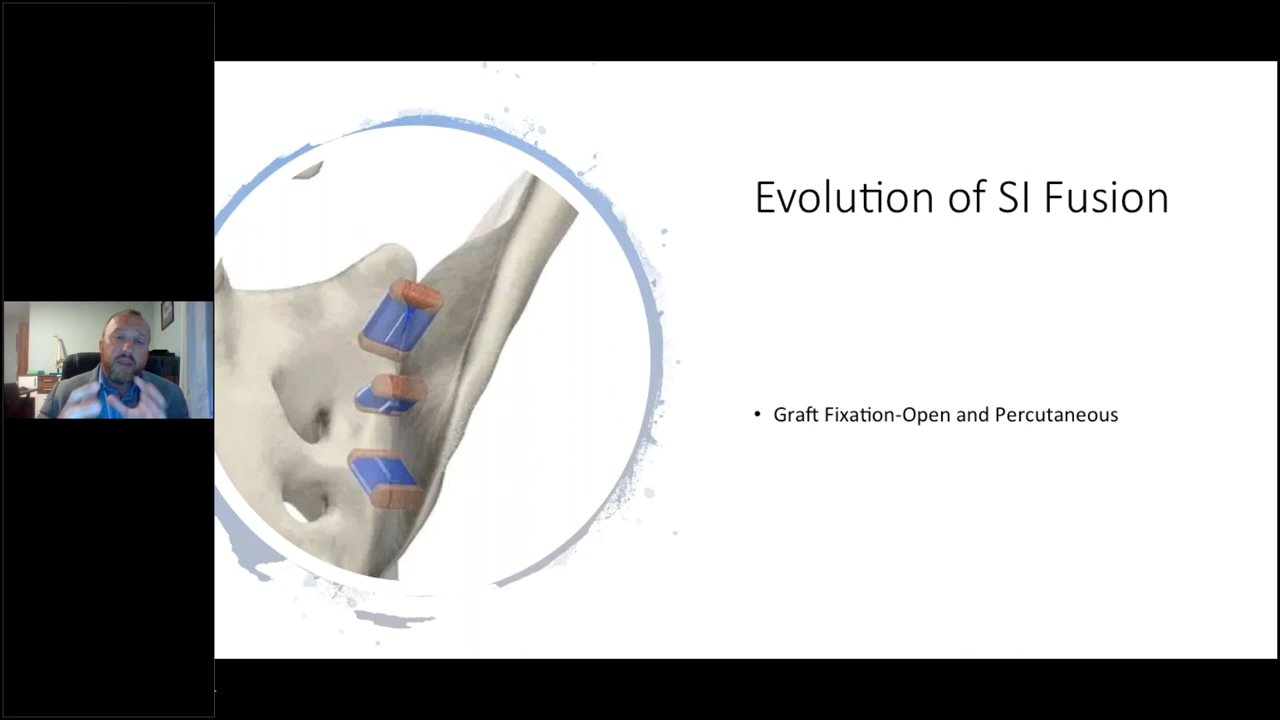 Evolution of SI Fusion
• Graft Fixation-Open and Percutaneous